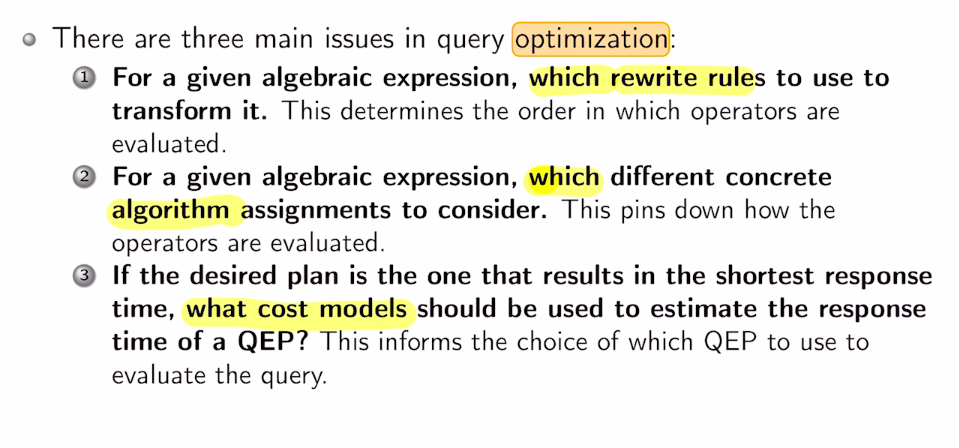 There are three main issues in query optimization:
1 For a given algebraic expression, which rewrite rules to use to
transform it. This determines the order in which operators are
evaluated.
2 For a given algebraic expression, which different concrete
algorithm assignments to consider. This pins down how the
operators are evaluated.
3 If the desired plan is the one that results in the shortest response
time, what cost models should be used to estimate the response
time of a QEP? This informs the choice of which QEP to use to
evaluate the query.